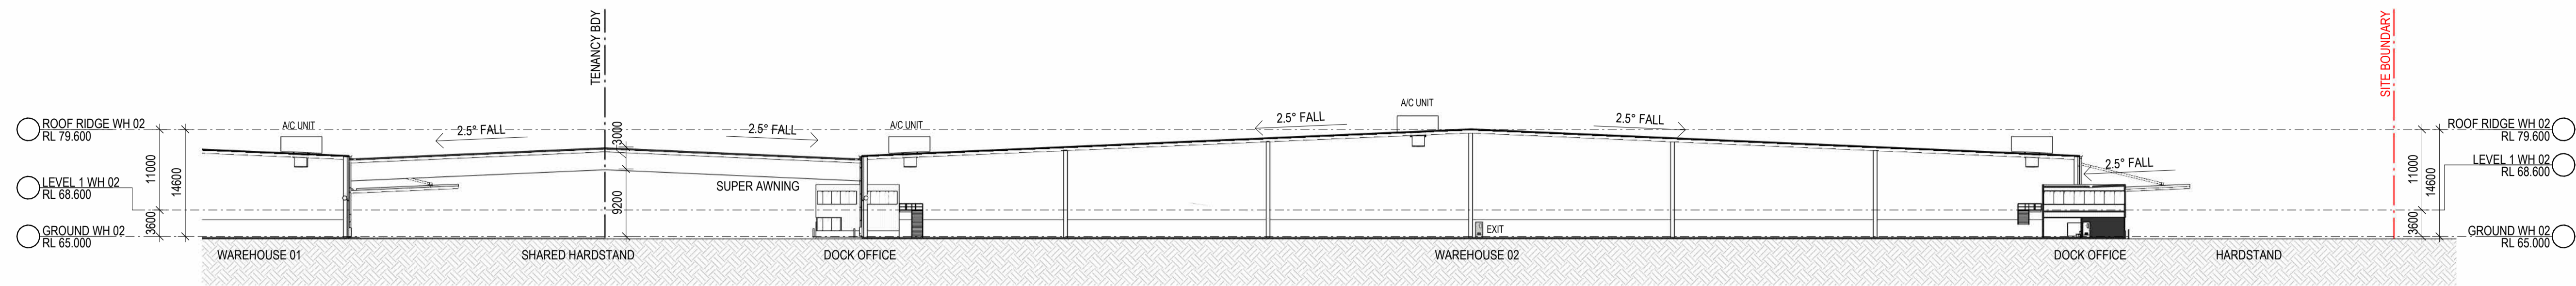 TENANCY BDY
SITE BOUNDARY
ROOF RIDGE WH 02
RL 79.600
LEVEL 1 WH 02
RL 68.600
GROUND WH 02
RL 65.000
11000
3600
14600
A/C UNIT
2.5° FALL
2.5° FALL
3000
9200
SUPER AWNING
A/C UNIT
2.5° FALL
A/C UNIT
2.5° FALL
EXIT
2.5° FALL
11000
3600
14600
ROOF RIDGE WH 02
RL 79.600
LEVEL 1 WH 02
RL 68.600
GROUND WH 02
RL 65.000
WAREHOUSE 01
SHARED HARDSTAND
DOCK OFFICE
WAREHOUSE 02
DOCK OFFICE
HARDSTAND